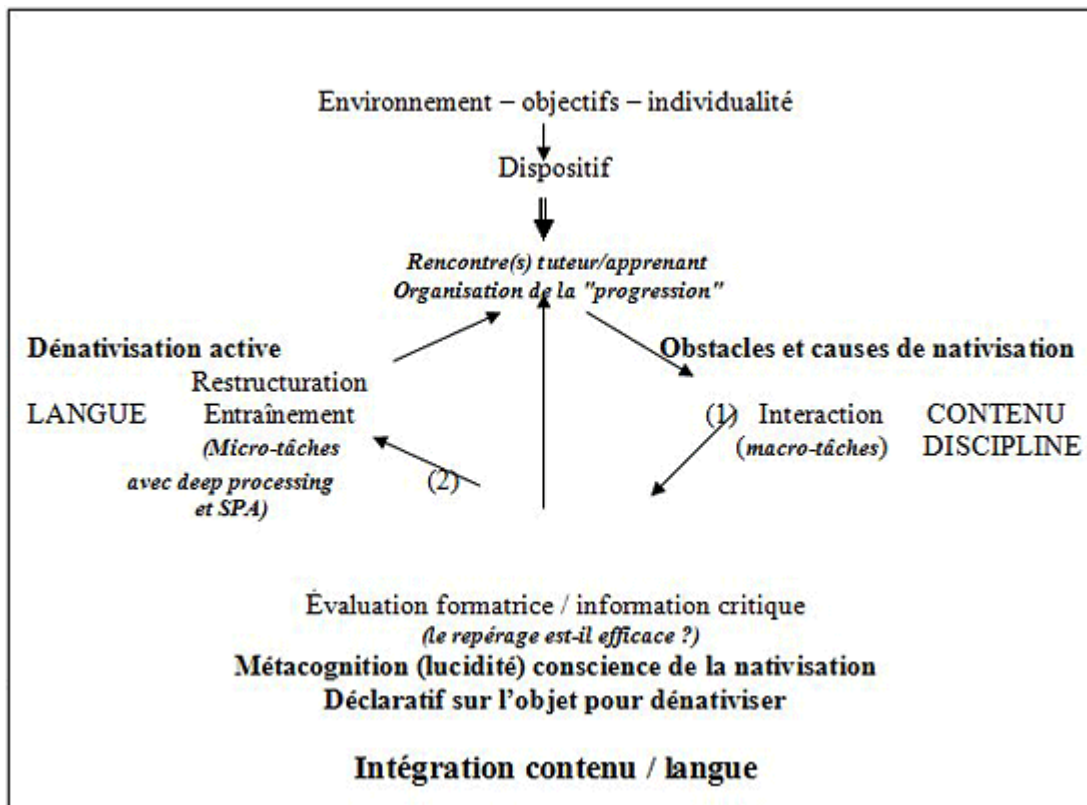 Environnement – objectifs – individualité
Dispositif
Rencontre(s) tuteur/apprenant
Organisation de la "progression"
Dénativisation active
Obstacles et causes de nativisation
Restructuration
LANGUE Entraînement
(1) Interaction CONTENU
(Micro-tâches
(macro-tâches) DISCIPLINE
avec deep processing
(2)
et SPA)
Évaluation formatrice / information critique
(le repérage est-il efficace ?)
Métacognition (lucidité) conscience de la nativisation
Déclaratif sur l'objet pour dénativiser
Intégration contenu / langue